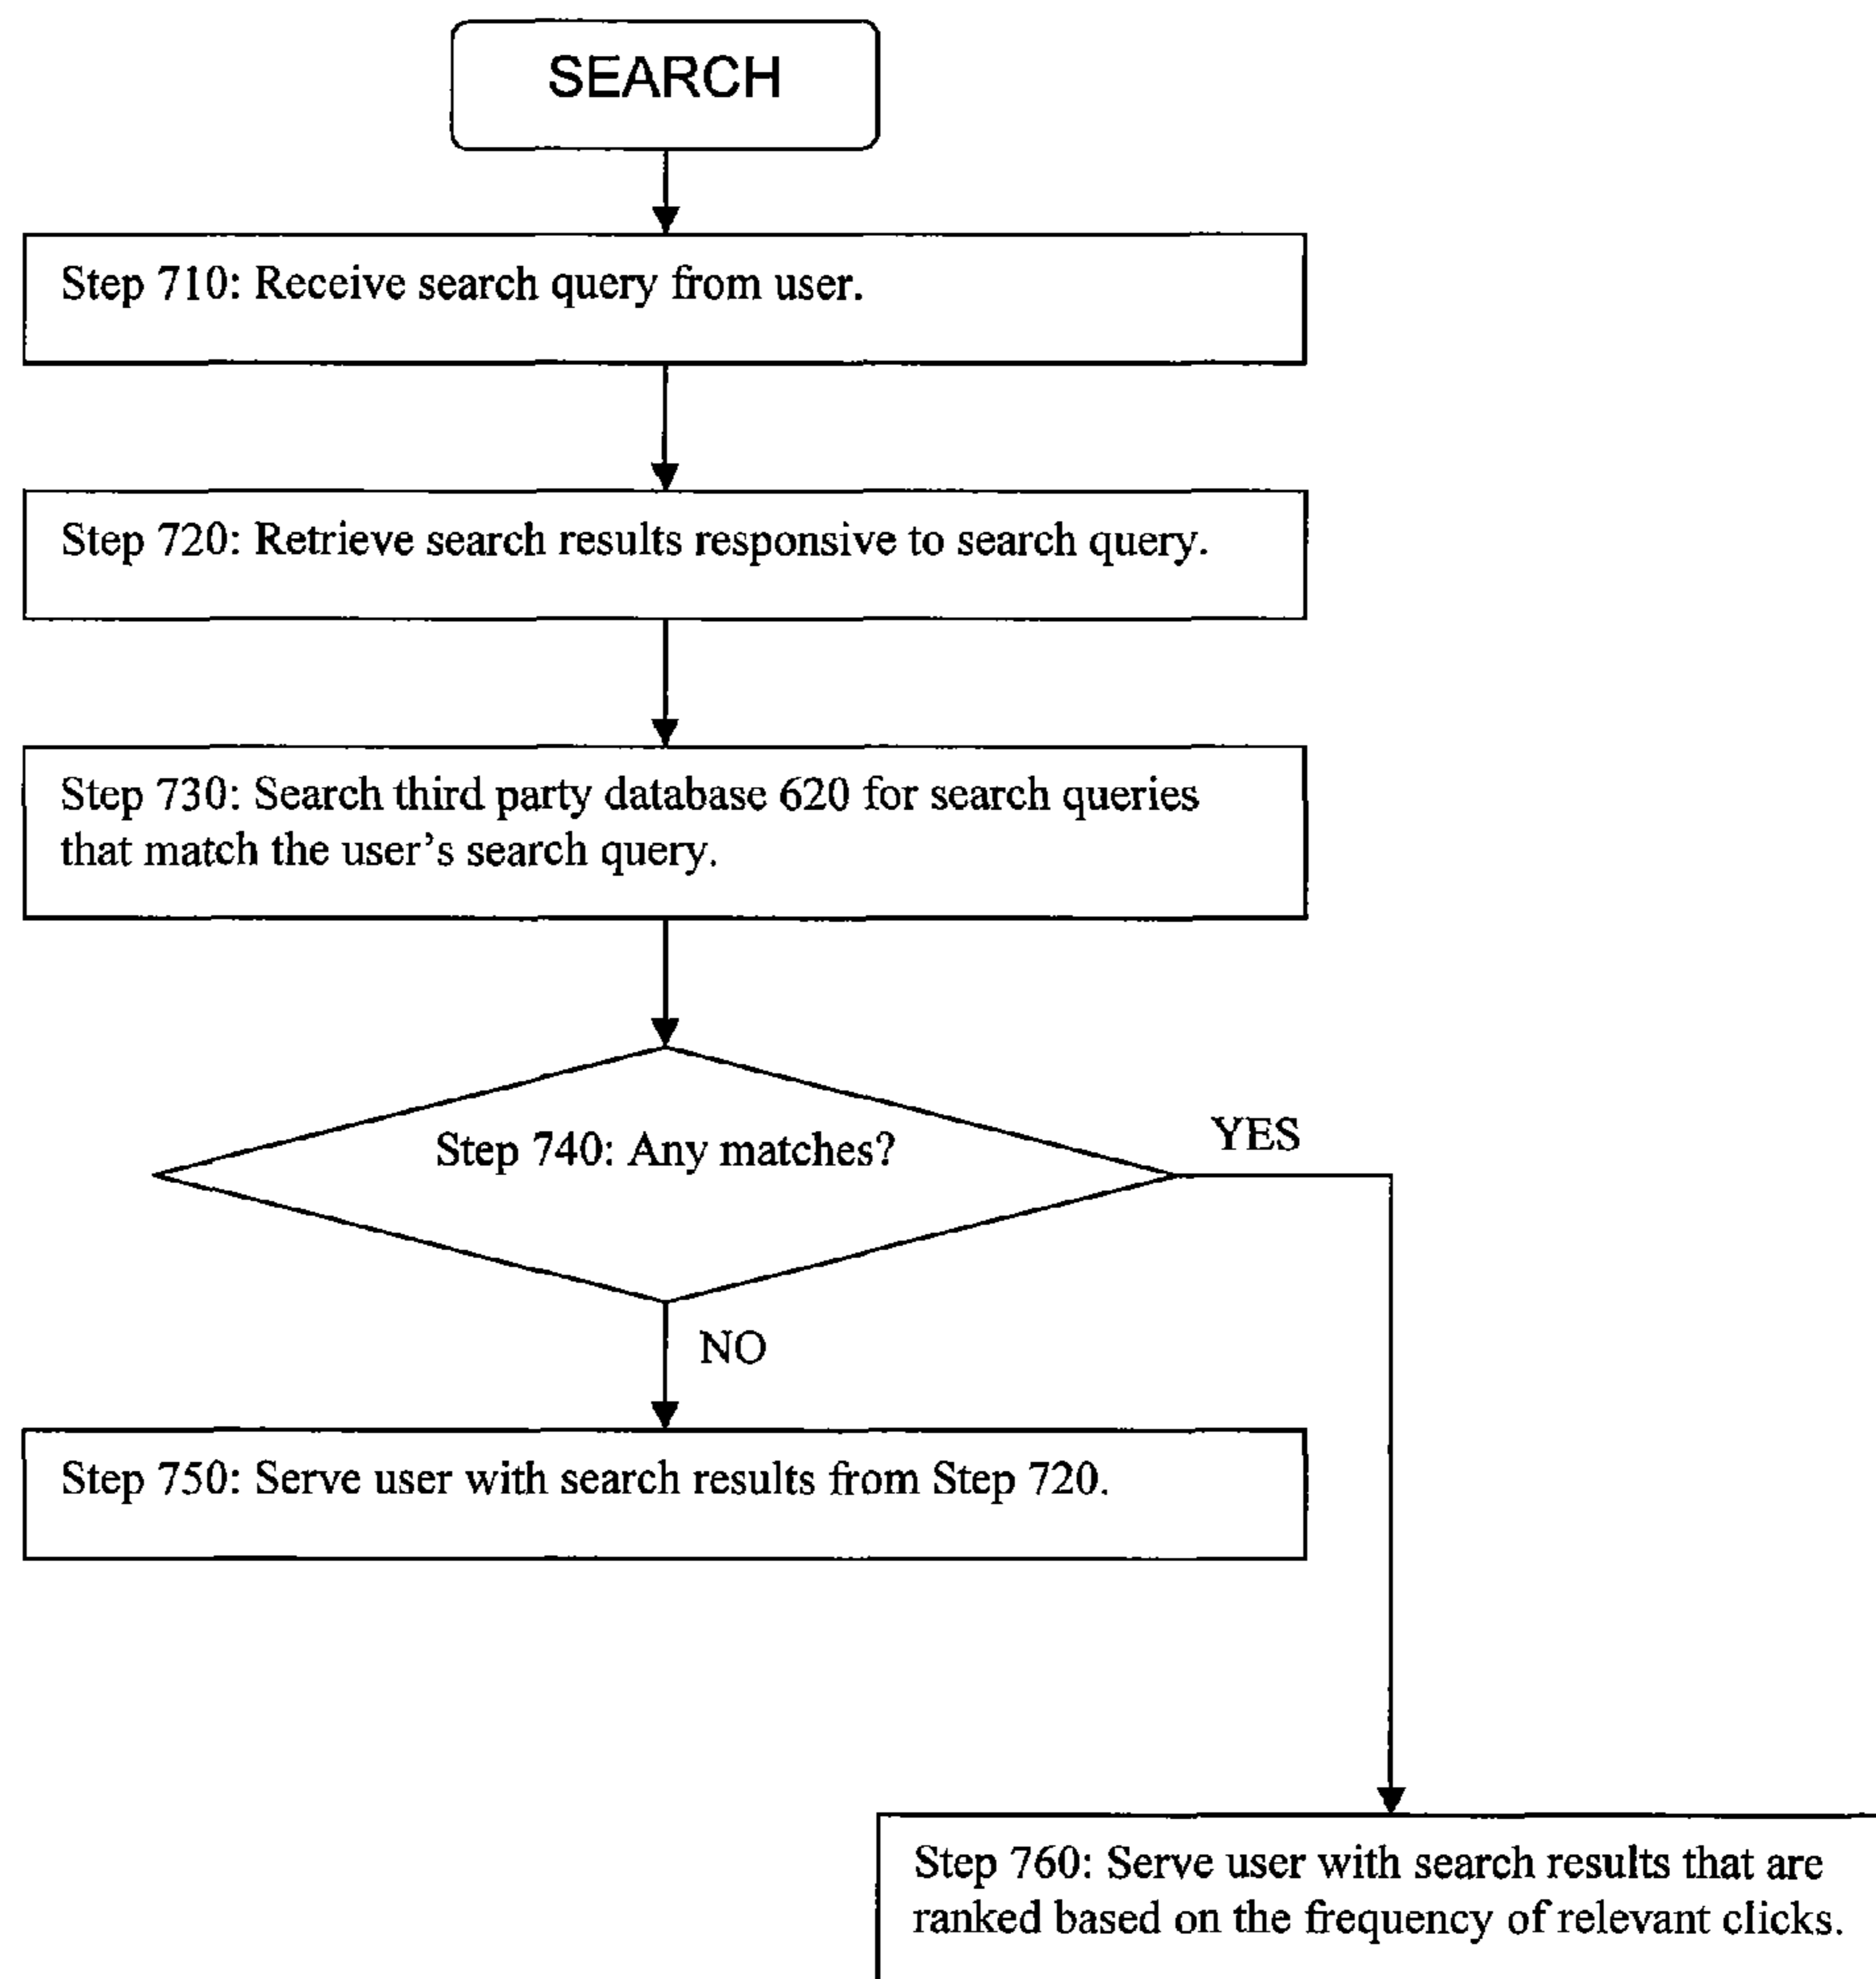 SEARCH
Step 710: Receive search query from user.
Step 720: Retrieve search results responsive to search query.
Step 730: Search third party database 620 for search queries
that match the user’s search query.
Step 740: Any matches?
YES
NO
Step 750: Serve user with search results from Step 720.
Step 760: Serve user with search results that are
ranked based on the frequency of relevant clicks.